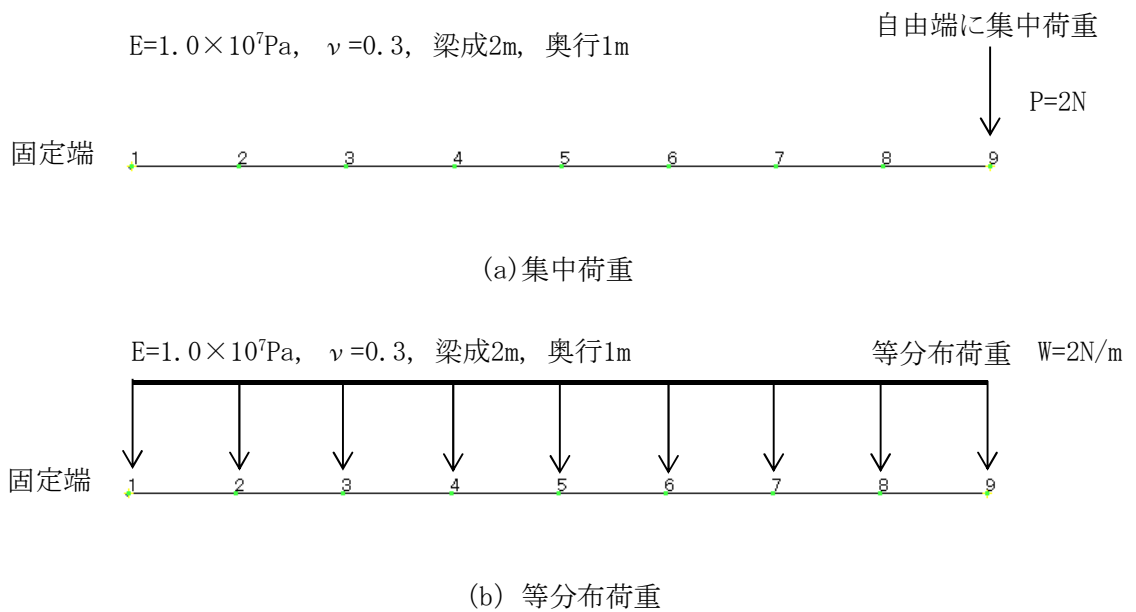 自由端に集中荷重
E=1.0×10⁷Pa, ν=0.3, 梁成2m, 奥行1m
P=2N
固定端 1 2 3 4 5 6 7 8 9
(a)集中荷重
E=1.0×10⁷Pa, ν=0.3, 梁成2m, 奥行1m 等分布荷重 W=2N/m
固定端 1 2 3 4 5 6 7 8 9
(b) 等分布荷重